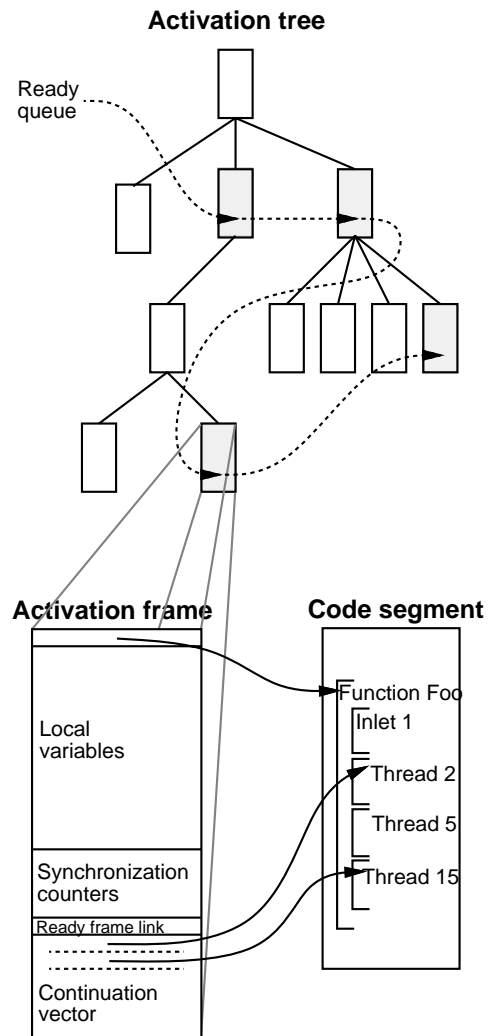 Activation tree
Ready
queue
Activation frame
Local
variables
Synchronization
counters
Ready frame link
Continuation
vector
Code segment
Function Foo
Inlet 1
Thread 2
Thread 5
Thread 15